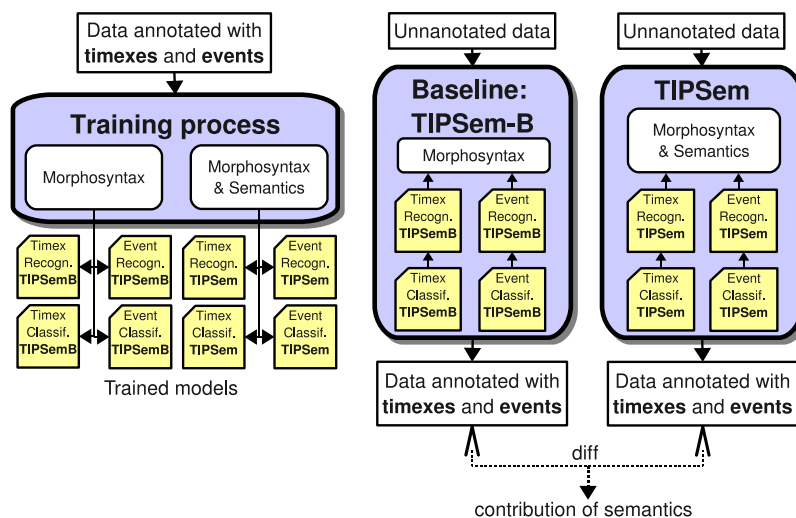 Data annotated with
timexes and events
Training process
Morphosyntax
Morphosyntax
& Semantics
Timex
Recogn.
TIPSemB
Event
Recogn.
TIPSemB
Timex
Recogn.
TIPSem
Event
Recogn.
TIPSem
Timex
Classif.
TIPSemB
Event
Classif.
TIPSemB
Timex
Classif.
TIPSem
Event
Classif.
TIPSem
Trained models
Unnanotated data
Baseline:
TIPSem-B
Morphosyntax
Timex
Recogn.
TIPSemB
Event
Recogn.
TIPSemB
Timex
Classif.
TIPSemB
Event
Classif.
TIPSemB
Data annotated with
timexes and events
Unnanotated data
TIPSem
Morphosyntax
& Semantics
Timex
Recogn.
TIPSem
Event
Recogn.
TIPSem
Timex
Classif.
TIPSem
Event
Classif.
TIPSem
Data annotated with
timexes and events
diff
contribution of semantics